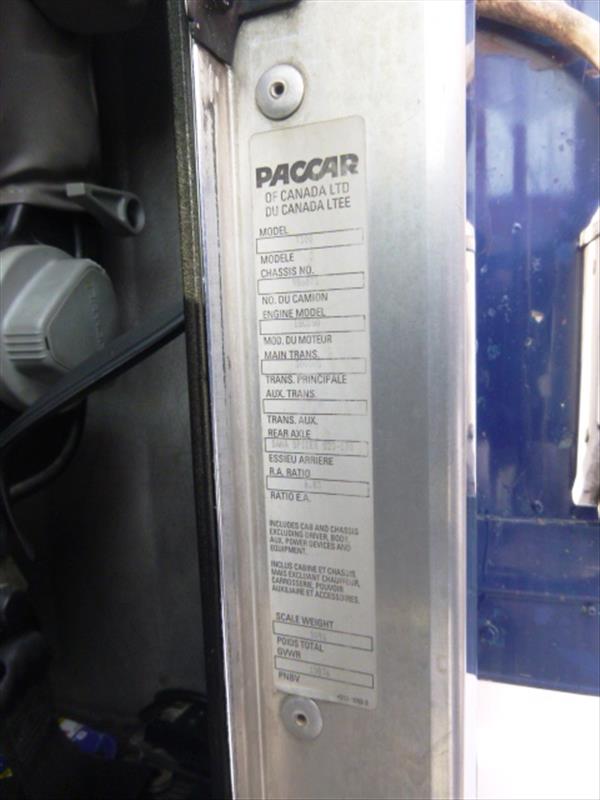 PACCAR
OF CANADA LTD
DU CANADA LTEE
MODEL
MODELE
CHASSIS NO.
NO. DU CAMION
ENGINE MODEL
MOD. DU MOTEUR
MAIN TRANS.
TRANS. PRINCIPALE
AUX. TRANS.
TRANS. AUX.
REAR AXLE
DANA SPICER
ESSIEU ARRIÈRE
R.A. RATIO
RATIO E.A.
INCLUDES CAB AND CHASSIS
EXCLUDING DRIVER, BODY,
AUX. POWER DEVICES AND
EQUIPMENT.
INCLUS CABINE ET CHASSIS,
MAIS EXCLUANT CHAUFFEUR,
CARROSSERIE, POUVOIR
AUXILIAIRE ET ACCESSOIRES.
SCALE WEIGHT
POIDS TOTAL
GVWR
PNBV